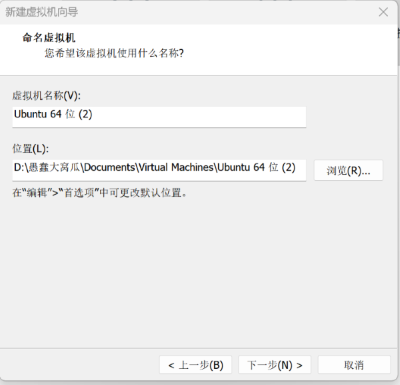 新建虚拟机向导
命名虚拟机
您希望该虚拟机使用什么名称?
虚拟机名称(V):
Ubuntu 64 位 (2)
位置(L):
D:\愚蠢大窝瓜\Documents\Virtual Machines\Ubuntu 64 位 (2)
浏览(R)...
在“编辑”>“首选项”中可更改默认位置。
< 上一步(B)
下一步(N) >
取消